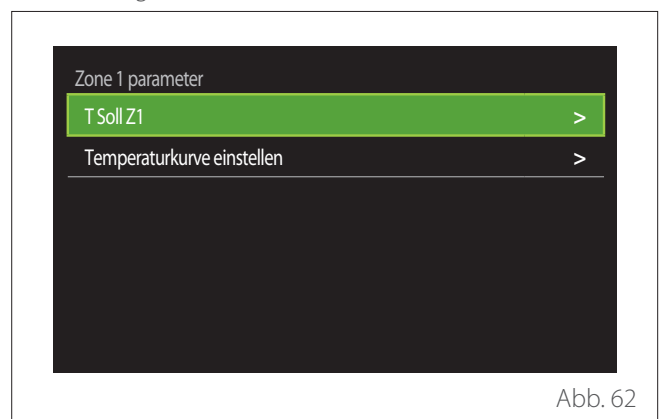 Zone 1 parameter
T Soll Z1 >
Temperaturkurve einstellen >
Abb. 62